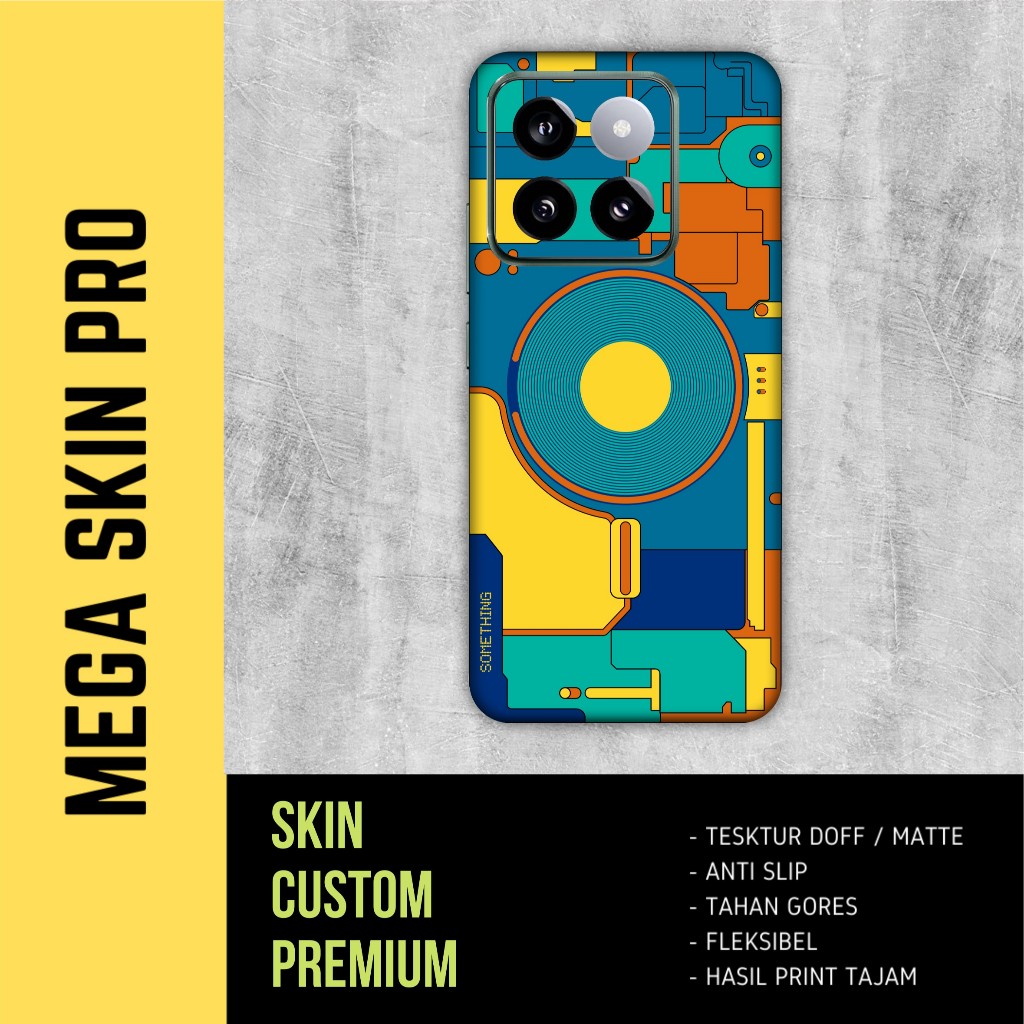 MEGA SKIN PRO
SOMETHING
SKIN
CUSTOM
PREMIUM
- TESKTUR DOFF / MATTE
- ANTI SLIP
- TAHAN GORES
- FLEKSIBEL
- HASIL PRINT TAJAM